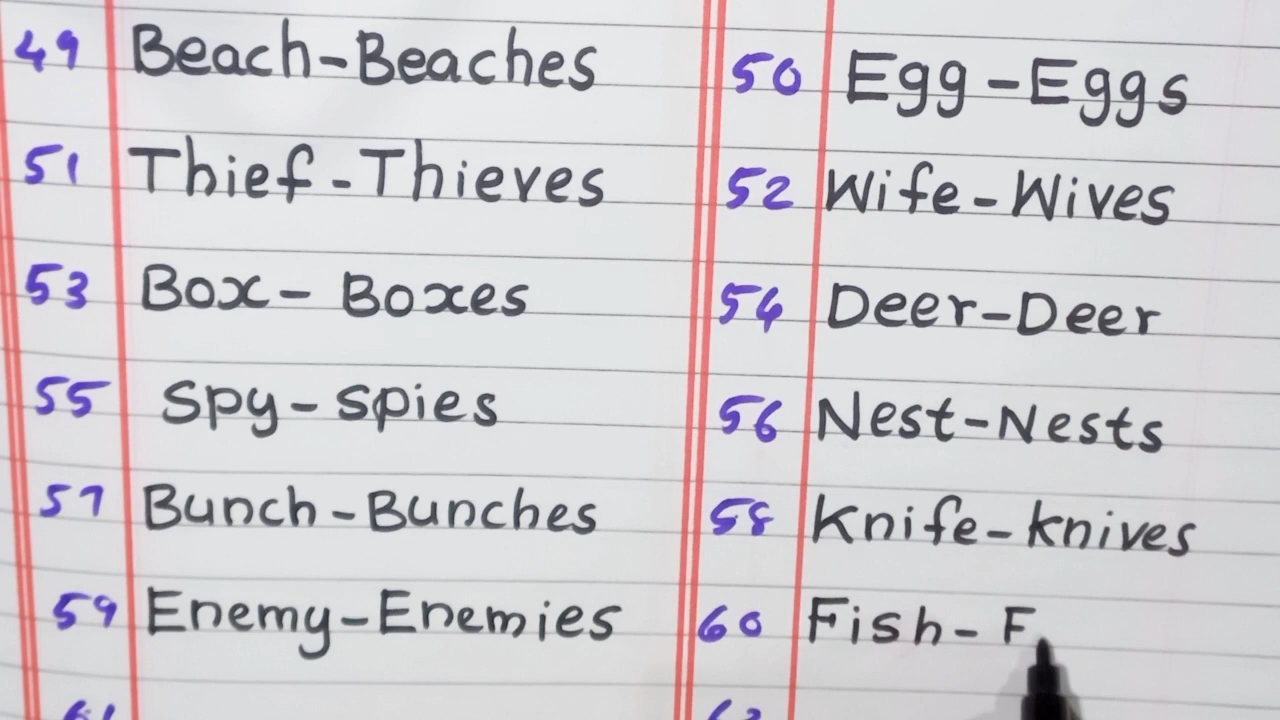 49 Beach-Beaches 50 Egg-Eggs
51 Thief-Thieves 52 Wife-Wives
53 Box- Boxes 54 Deer-Deer
55 Spy-spies 56 Nest-Nests
57 Bunch-Bunches 58 Knife-knives
59 Enemy-Enemies 60 Fish- F